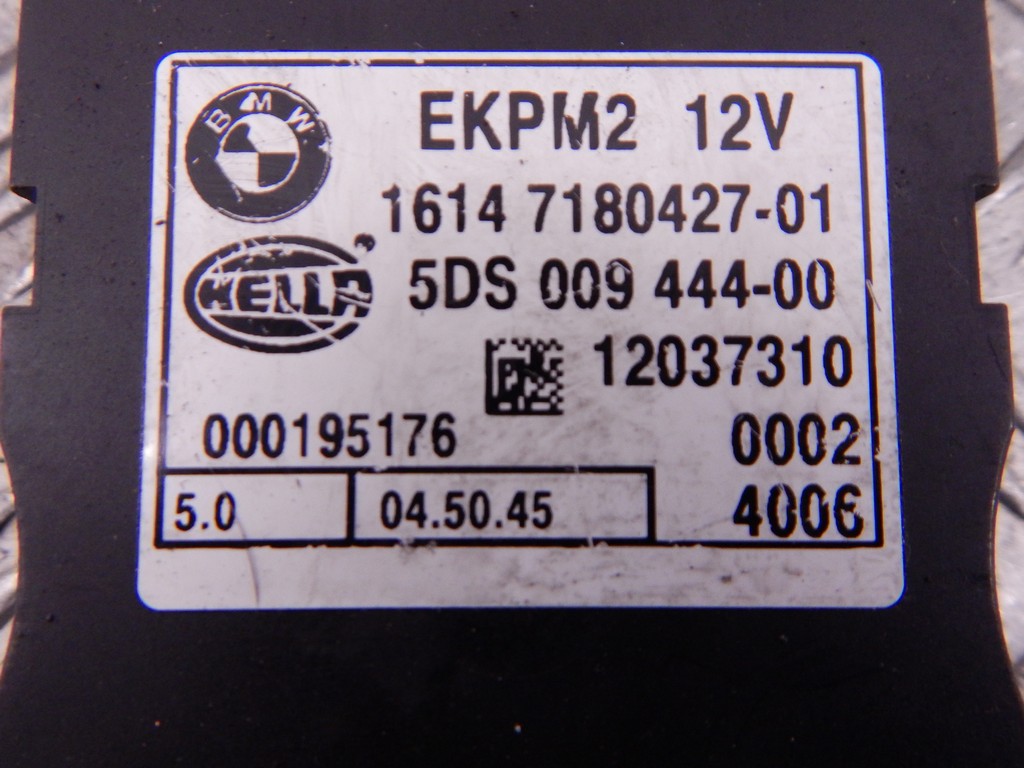 BMW
EKPM2 12V
1614 7180427-01
HELLA
5DS 009 444-00
12037310
000195176
0002
5.0
04.50.45
4006